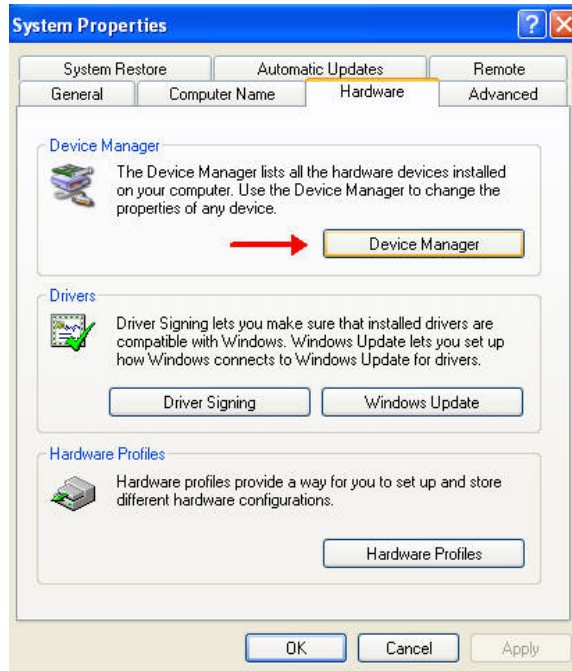 System Properties
System Restore
Automatic Updates
Remote
General
Computer Name
Hardware
Advanced
Device Manager
The Device Manager lists all the hardware devices installed
on your computer. Use the Device Manager to change the
properties of any device.
Device Manager
Drivers
Driver Signing lets you make sure that installed drivers are
compatible with Windows. Windows Update lets you set up
how Windows connects to Windows Update for drivers.
Driver Signing
Windows Update
Hardware Profiles
Hardware profiles provide a way for you to set up and store
different hardware configurations.
Hardware Profiles
OK
Cancel
Apply